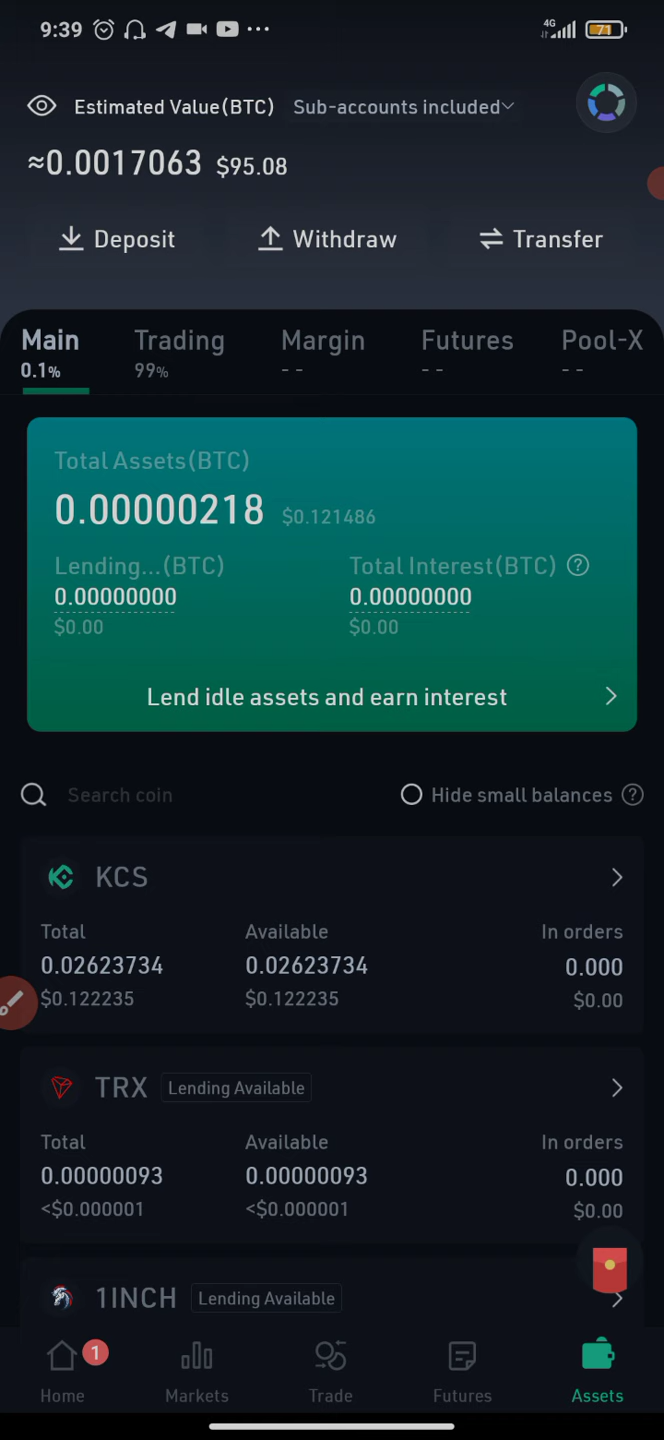 9:39 4G 71
Estimated Value(BTC) Sub-accounts included
≈0.0017063 $95.08
Deposit Withdraw Transfer
Main Trading Margin Futures Pool-X
0.1% 99% -- -- --
Total Assets(BTC)
0.00000218 $0.121486
Lending...(BTC) Total Interest(BTC) ?
0.00000000 0.00000000
$0.00 $0.00
Lend idle assets and earn interest
Search coin Hide small balances ?
KCS
Total Available In orders
0.02623734 0.02623734 0.000
$0.122235 $0.122235 $0.00
TRX Lending Available
Total Available In orders
0.00000093 0.00000093 0.000
<$0.000001 <$0.000001 $0.00
1INCH Lending Available
1
Home Markets Trade Futures Assets